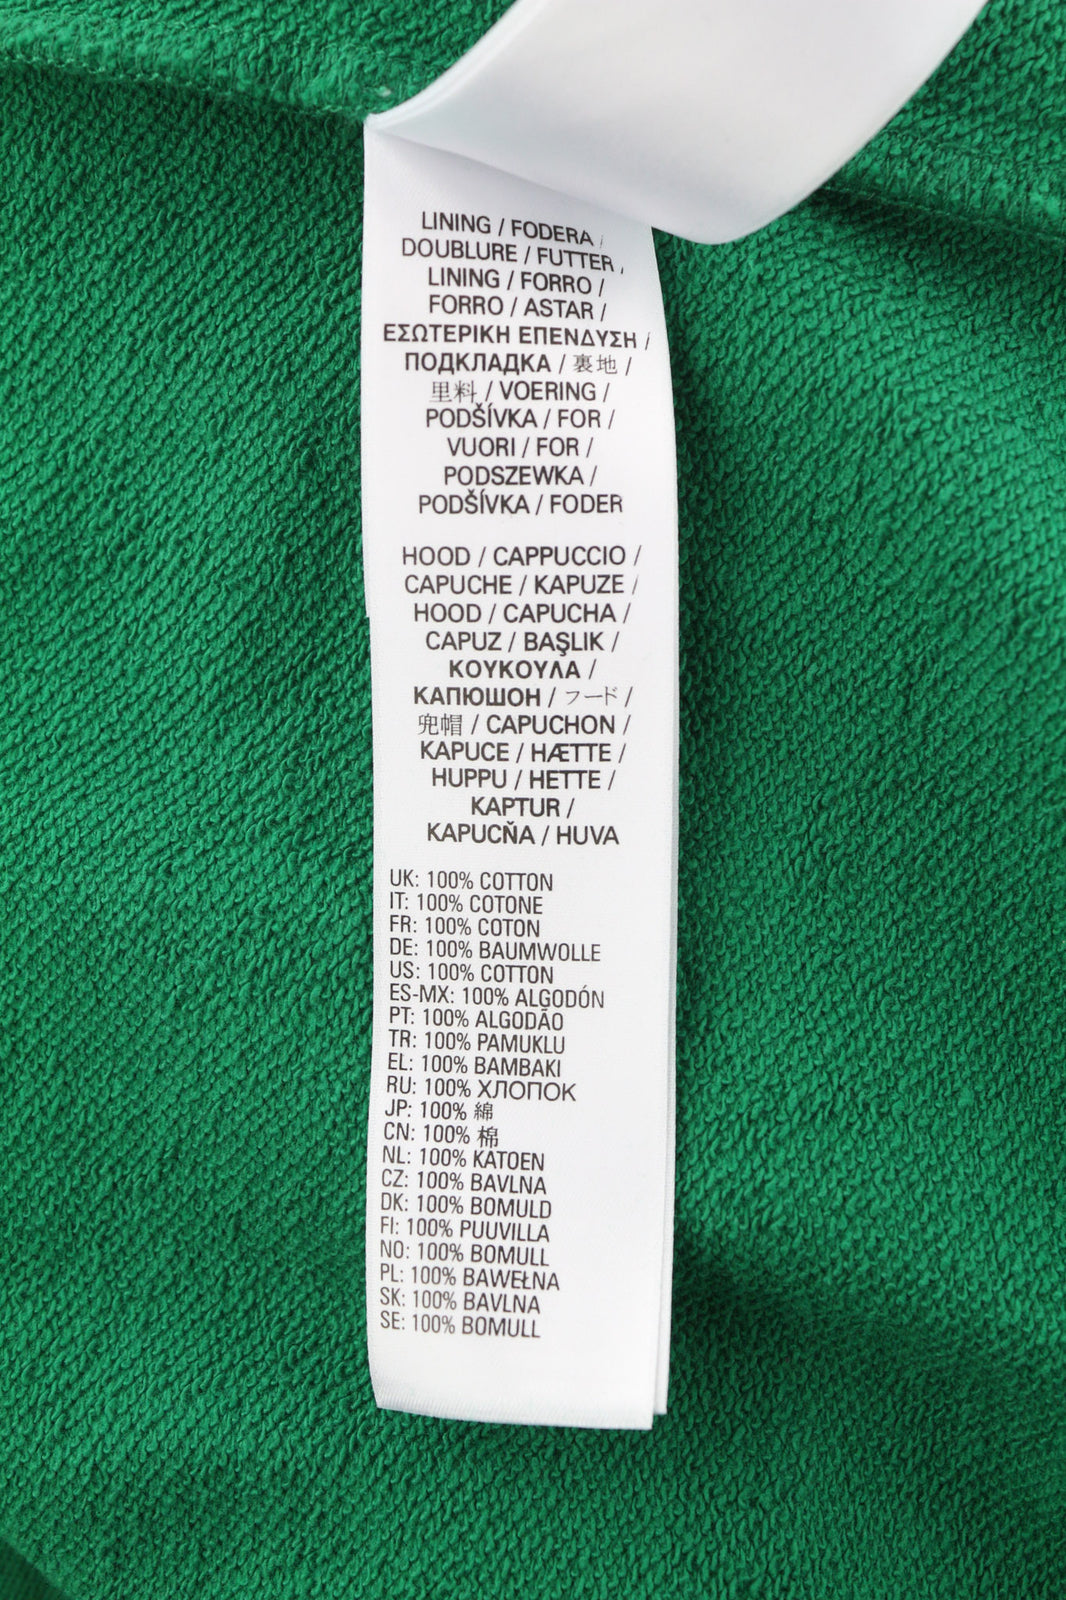 LINING / FODERA /
DOUBLURE / FUTTER /
LINING / FORRO /
FORRO / ASTAR /
ΕΣΩΤΕΡΙΚΗ ΕΠΕΝΔΥΣΗ /
ПОДКЛАДКА / 裏地 /
里料 / VOERING /
PODŠÍVKA / FOR /
VUORI / FOR /
PODSZEWKA /
PODŠÍVKA / FODER
HOOD / CAPPUCCIO /
CAPUCHE / KAPUZE /
HOOD / CAPUCHA /
CAPUZ / BAŞLIK /
ΚΟΥΚΟΥΛΑ /
КАПЮШОН / フード /
兜帽 / CAPUCHON /
KAPUCE / HÆTTE /
HUPPU / HETTE /
KAPTUR /
KAPUCŇA / HUVA
UK: 100% COTTON
IT: 100% COTONE
FR: 100% COTON
DE: 100% BAUMWOLLE
US: 100% COTTON
ES-MX: 100% ALGODÓN
PT: 100% ALGODÃO
TR: 100% PAMUKLU
EL: 100% ΒΑΜΒΑΚΙ
RU: 100% ХЛОПОК
JP: 100% 綿
CN: 100% 棉
NL: 100% KATOEN
CZ: 100% BAVLNA
DK: 100% BOMULD
FI: 100% PUUVILLA
NO: 100% BOMULL
PL: 100% BAWEŁNA
SK: 100% BAVLNA
SE: 100% BOMULL